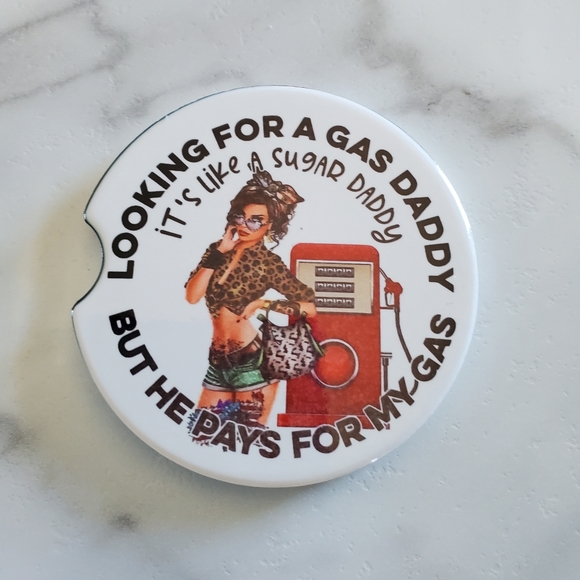 LOOKING FOR A GAS DADDY
iT'S LiKe A SUGAR DADDY
BUT HE PAYS FOR MY GAS